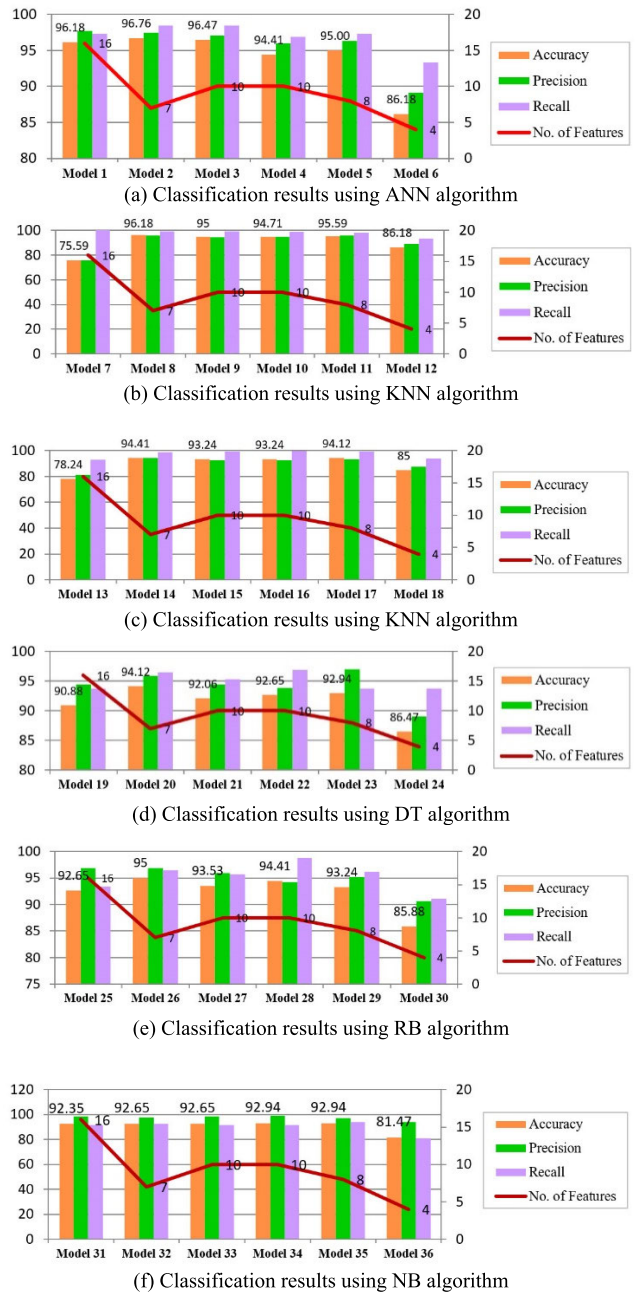 100 96.18 96.76 96.47 94.41 95.00 20
95 16 15 Accuracy
90 10 10 86.18 10 Precision
85 7 8 5 Recall
80 4 0 No. of Features
Model 1 Model 2 Model 3 Model 4 Model 5 Model 6
(a) Classification results using ANN algorithm
100 75.59 96.18 95 94.71 95.59 86.18 20
80 16 15 Accuracy
60 10 10 10 Precision
40 7 8 5 Recall
20 4 0 No. of Features
0
Model 7 Model 8 Model 9 Model 10 Model 11 Model 12
(b) Classification results using KNN algorithm
100 78.24 94.41 93.24 93.24 94.12 85 20
80 16 15 Accuracy
60 10 10 10 Precision
40 7 8 5 Recall
20 4 0 No. of Features
0
Model 13 Model 14 Model 15 Model 16 Model 17 Model 18
(c) Classification results using KNN algorithm
100 20
95 90.88 16 94.12 92.06 92.65 92.94 15 Accuracy
90 10 10 86.47 10 Precision
85 7 8 5 Recall
80 4 0 No. of Features
Model 19 Model 20 Model 21 Model 22 Model 23 Model 24
(d) Classification results using DT algorithm
100 92.65 95 93.53 94.41 93.24 20
95 16 15 Accuracy
90 85.88 10 Precision
85 10 10 5 Recall
80 7 8 4 0 No. of Features
75
Model 25 Model 26 Model 27 Model 28 Model 29 Model 30
(e) Classification results using RB algorithm
120 92.35 92.65 92.65 92.94 92.94 81.47 20
100 16 15 Accuracy
80 10 Precision
60 10 10 5 Recall
40 7 8 0 No. of Features
20 4
0
Model 31 Model 32 Model 33 Model 34 Model 35 Model 36
(f) Classification results using NB algorithm